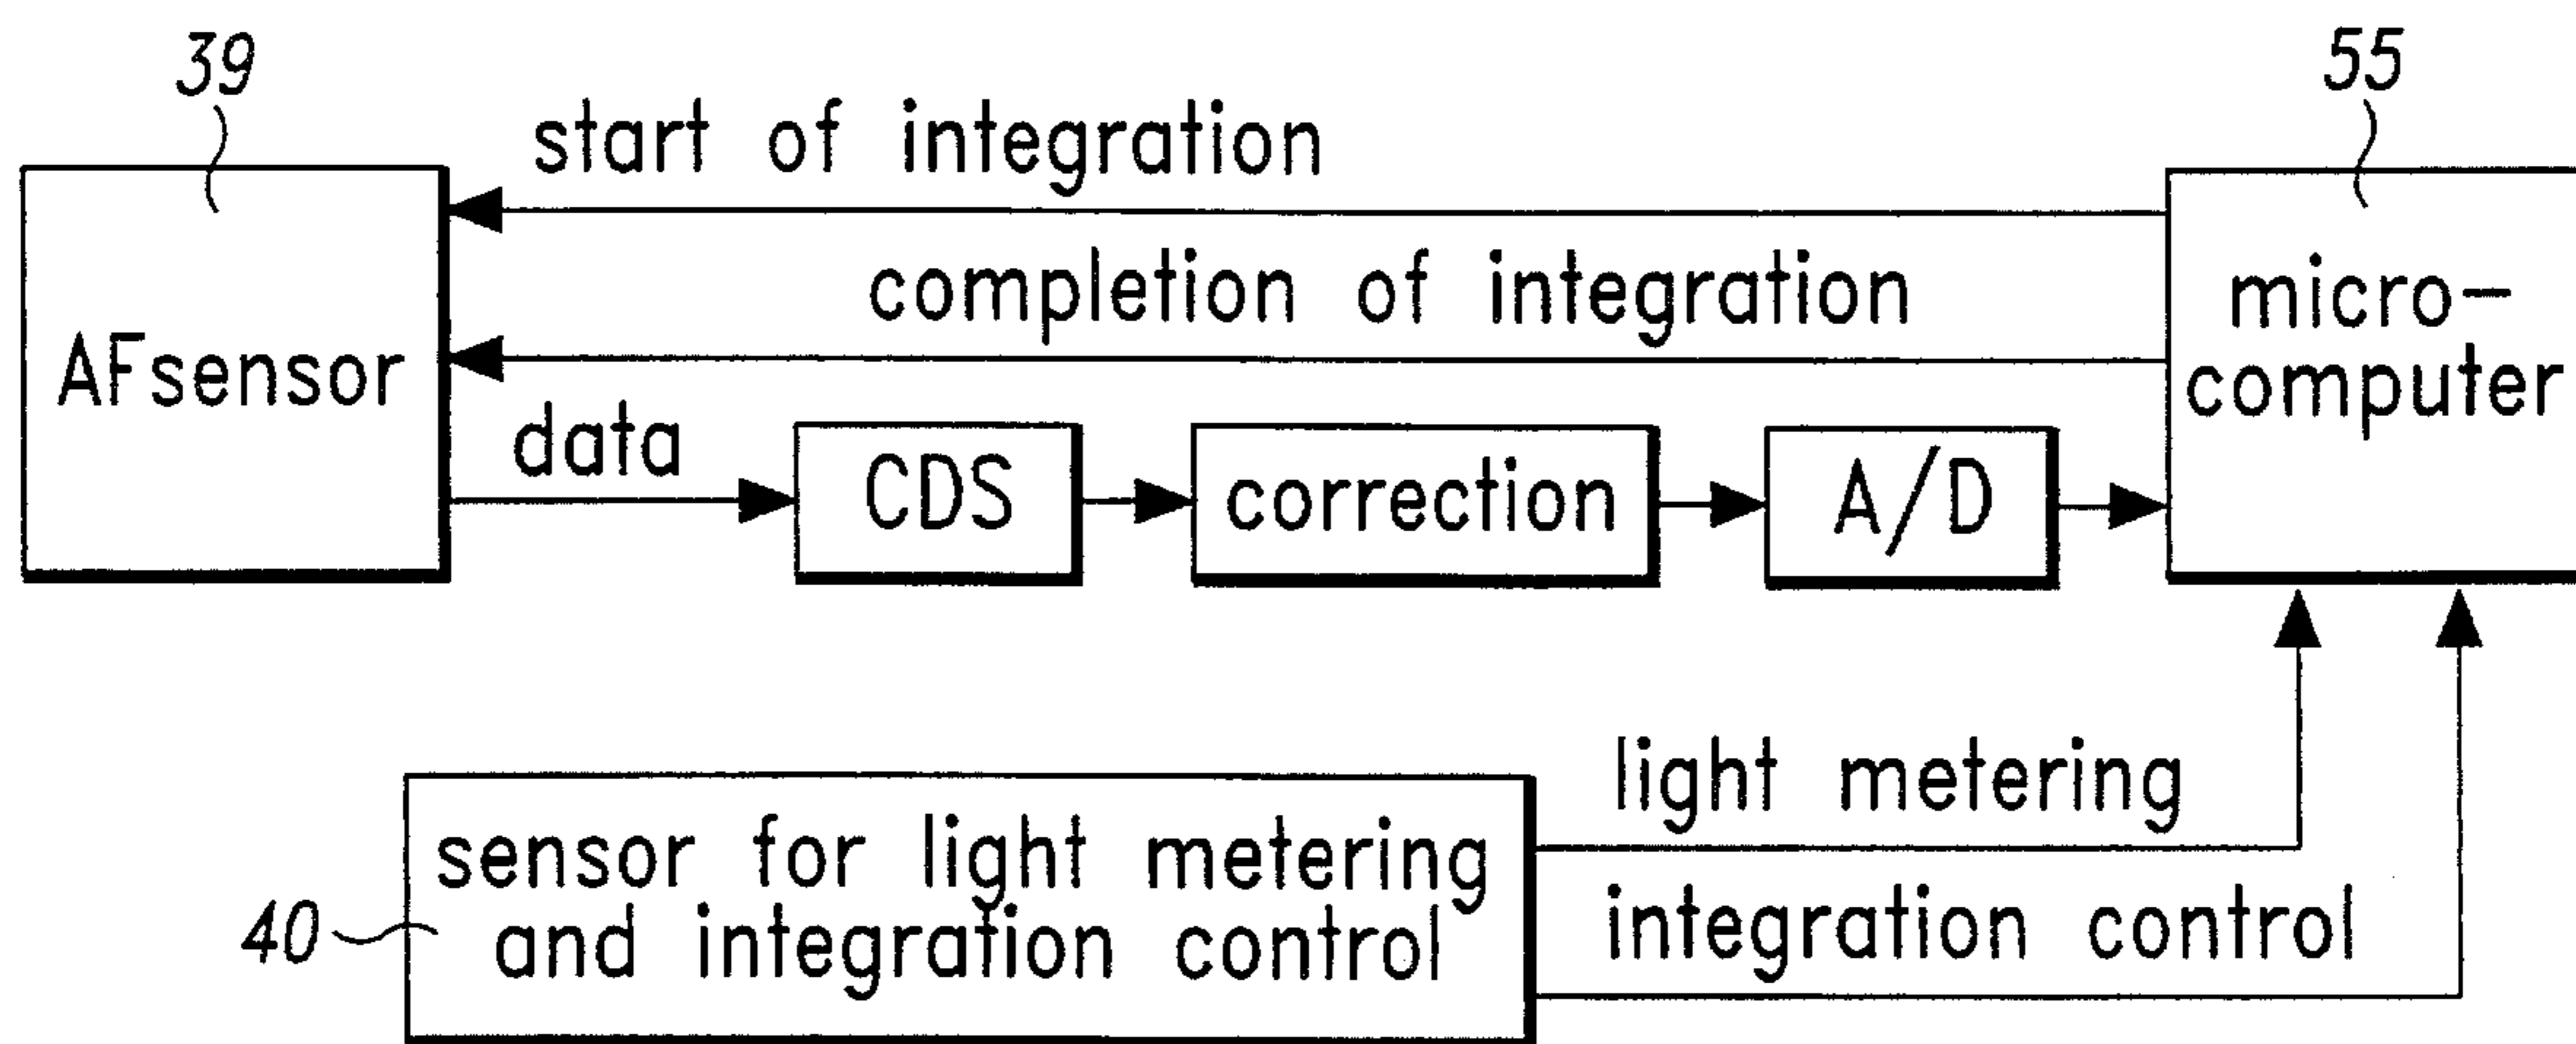 39
55
start of integration
completion of integration
AFsensor
micro-
computer
data
CDS
correction
A/D
light metering
sensor for light metering
and integration control
integration control
40